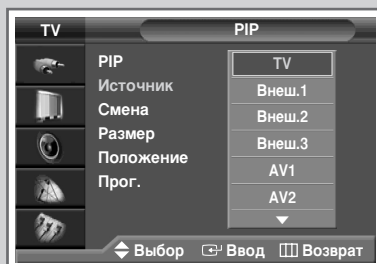 TV PIP
PIP
Источник
Смена
Размер
Положение
Прог.
TV
Внеш.1
Внеш.2
Внеш.3
AV1
AV2
Выбор Ввод Возврат